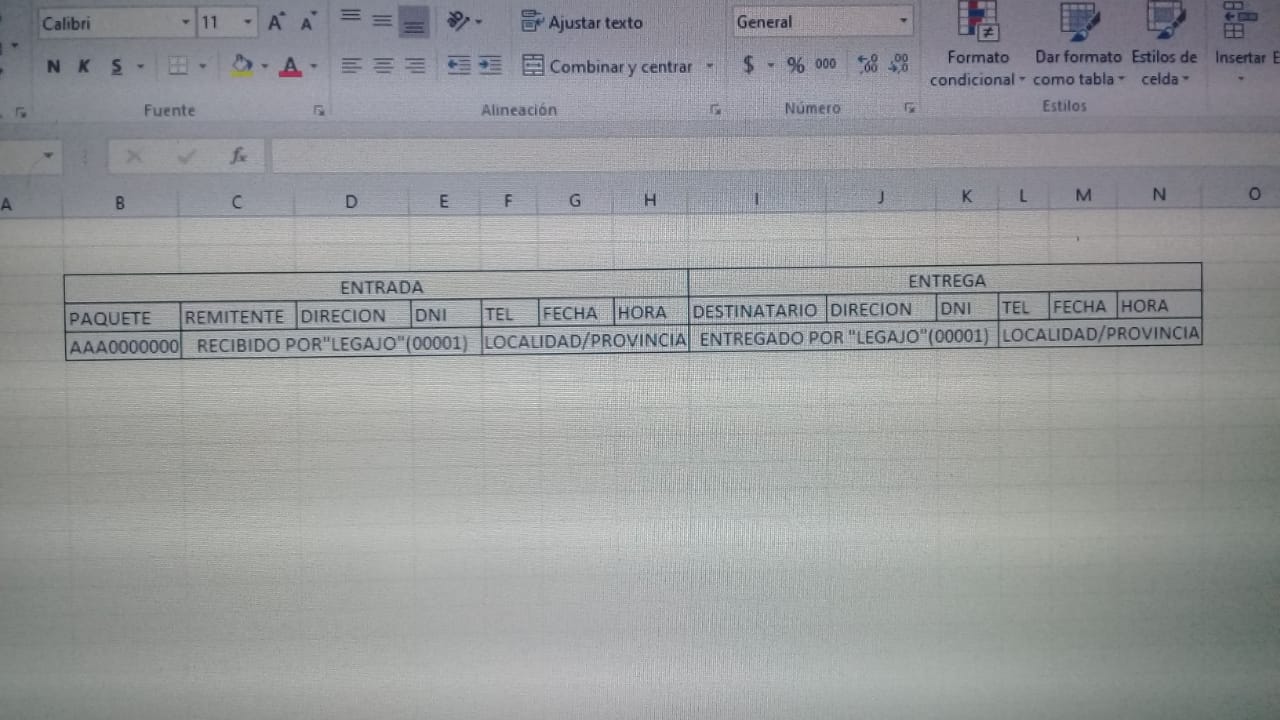 Calibri 11 A A Ajustar texto General
N K S A Combinar y centrar $ % 000 Formato condicional Dar formato como tabla Estilos de celda Insertar E
Fuente Alineación Número Estilos
fx
A B C D E F G H I J K L M N O
ENTRADA ENTREGA
PAQUETE REMITENTE DIRECION DNI TEL FECHA HORA DESTINATARIO DIRECION DNI TEL FECHA HORA
AAA0000000 RECIBIDO POR"LEGAJO"(00001) LOCALIDAD/PROVINCIA ENTREGADO POR "LEGAJO"(00001) LOCALIDAD/PROVINCIA